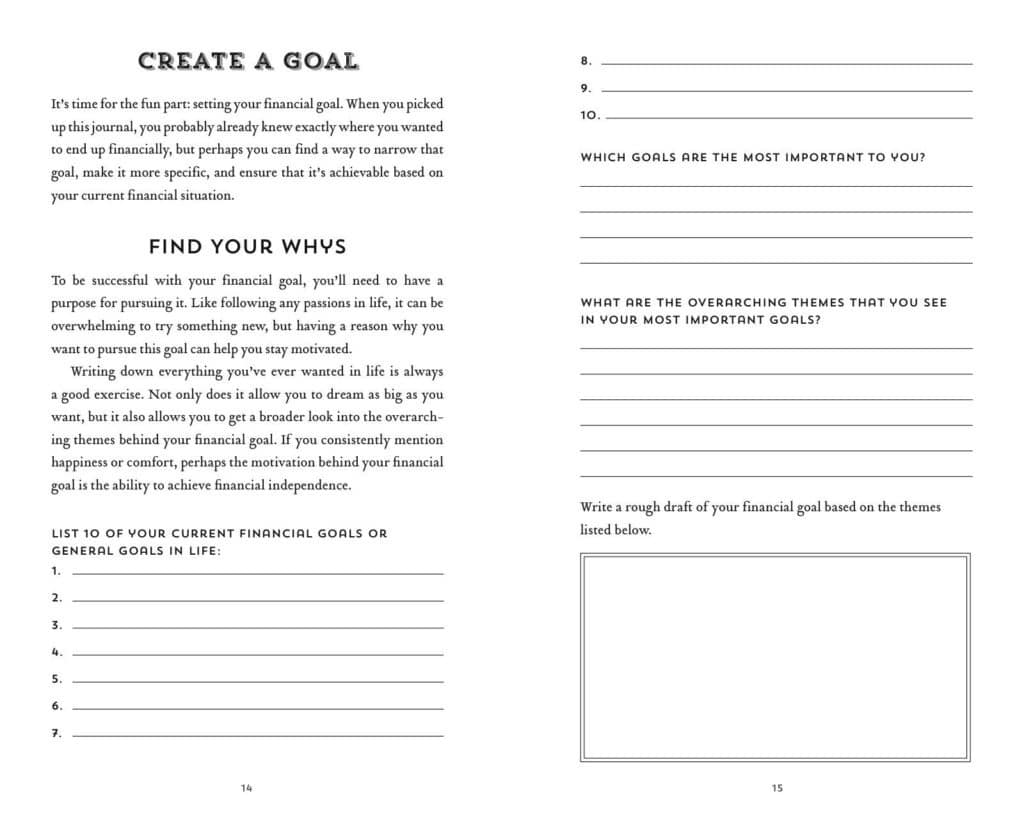 CREATE A GOAL
It's time for the fun part: setting your financial goal. When you picked
up this journal, you probably already knew exactly where you wanted
to end up financially, but perhaps you can find a way to narrow that
goal, make it more specific, and ensure that it's achievable based on
your current financial situation.
FIND YOUR WHYS
To be successful with your financial goal, you'll need to have a
purpose for pursuing it. Like following any passions in life, it can be
overwhelming to try something new, but having a reason why you
want to pursue this goal can help you stay motivated.
Writing down everything you've ever wanted in life is always
a good exercise. Not only does it allow you to dream as big as you
want, but it also allows you to get a broader look into the overarch-
ing themes behind your financial goal. If you consistently mention
happiness or comfort, perhaps the motivation behind your financial
goal is the ability to achieve financial independence.
LIST 10 OF YOUR CURRENT FINANCIAL GOALS OR
GENERAL GOALS IN LIFE:
1.
2.
3.
4.
5.
6.
7.
14
8.
9.
10.
WHICH GOALS ARE THE MOST IMPORTANT TO YOU?
WHAT ARE THE OVERARCHING THEMES THAT YOU SEE
IN YOUR MOST IMPORTANT GOALS?
Write a rough draft of your financial goal based on the themes
listed below.
15